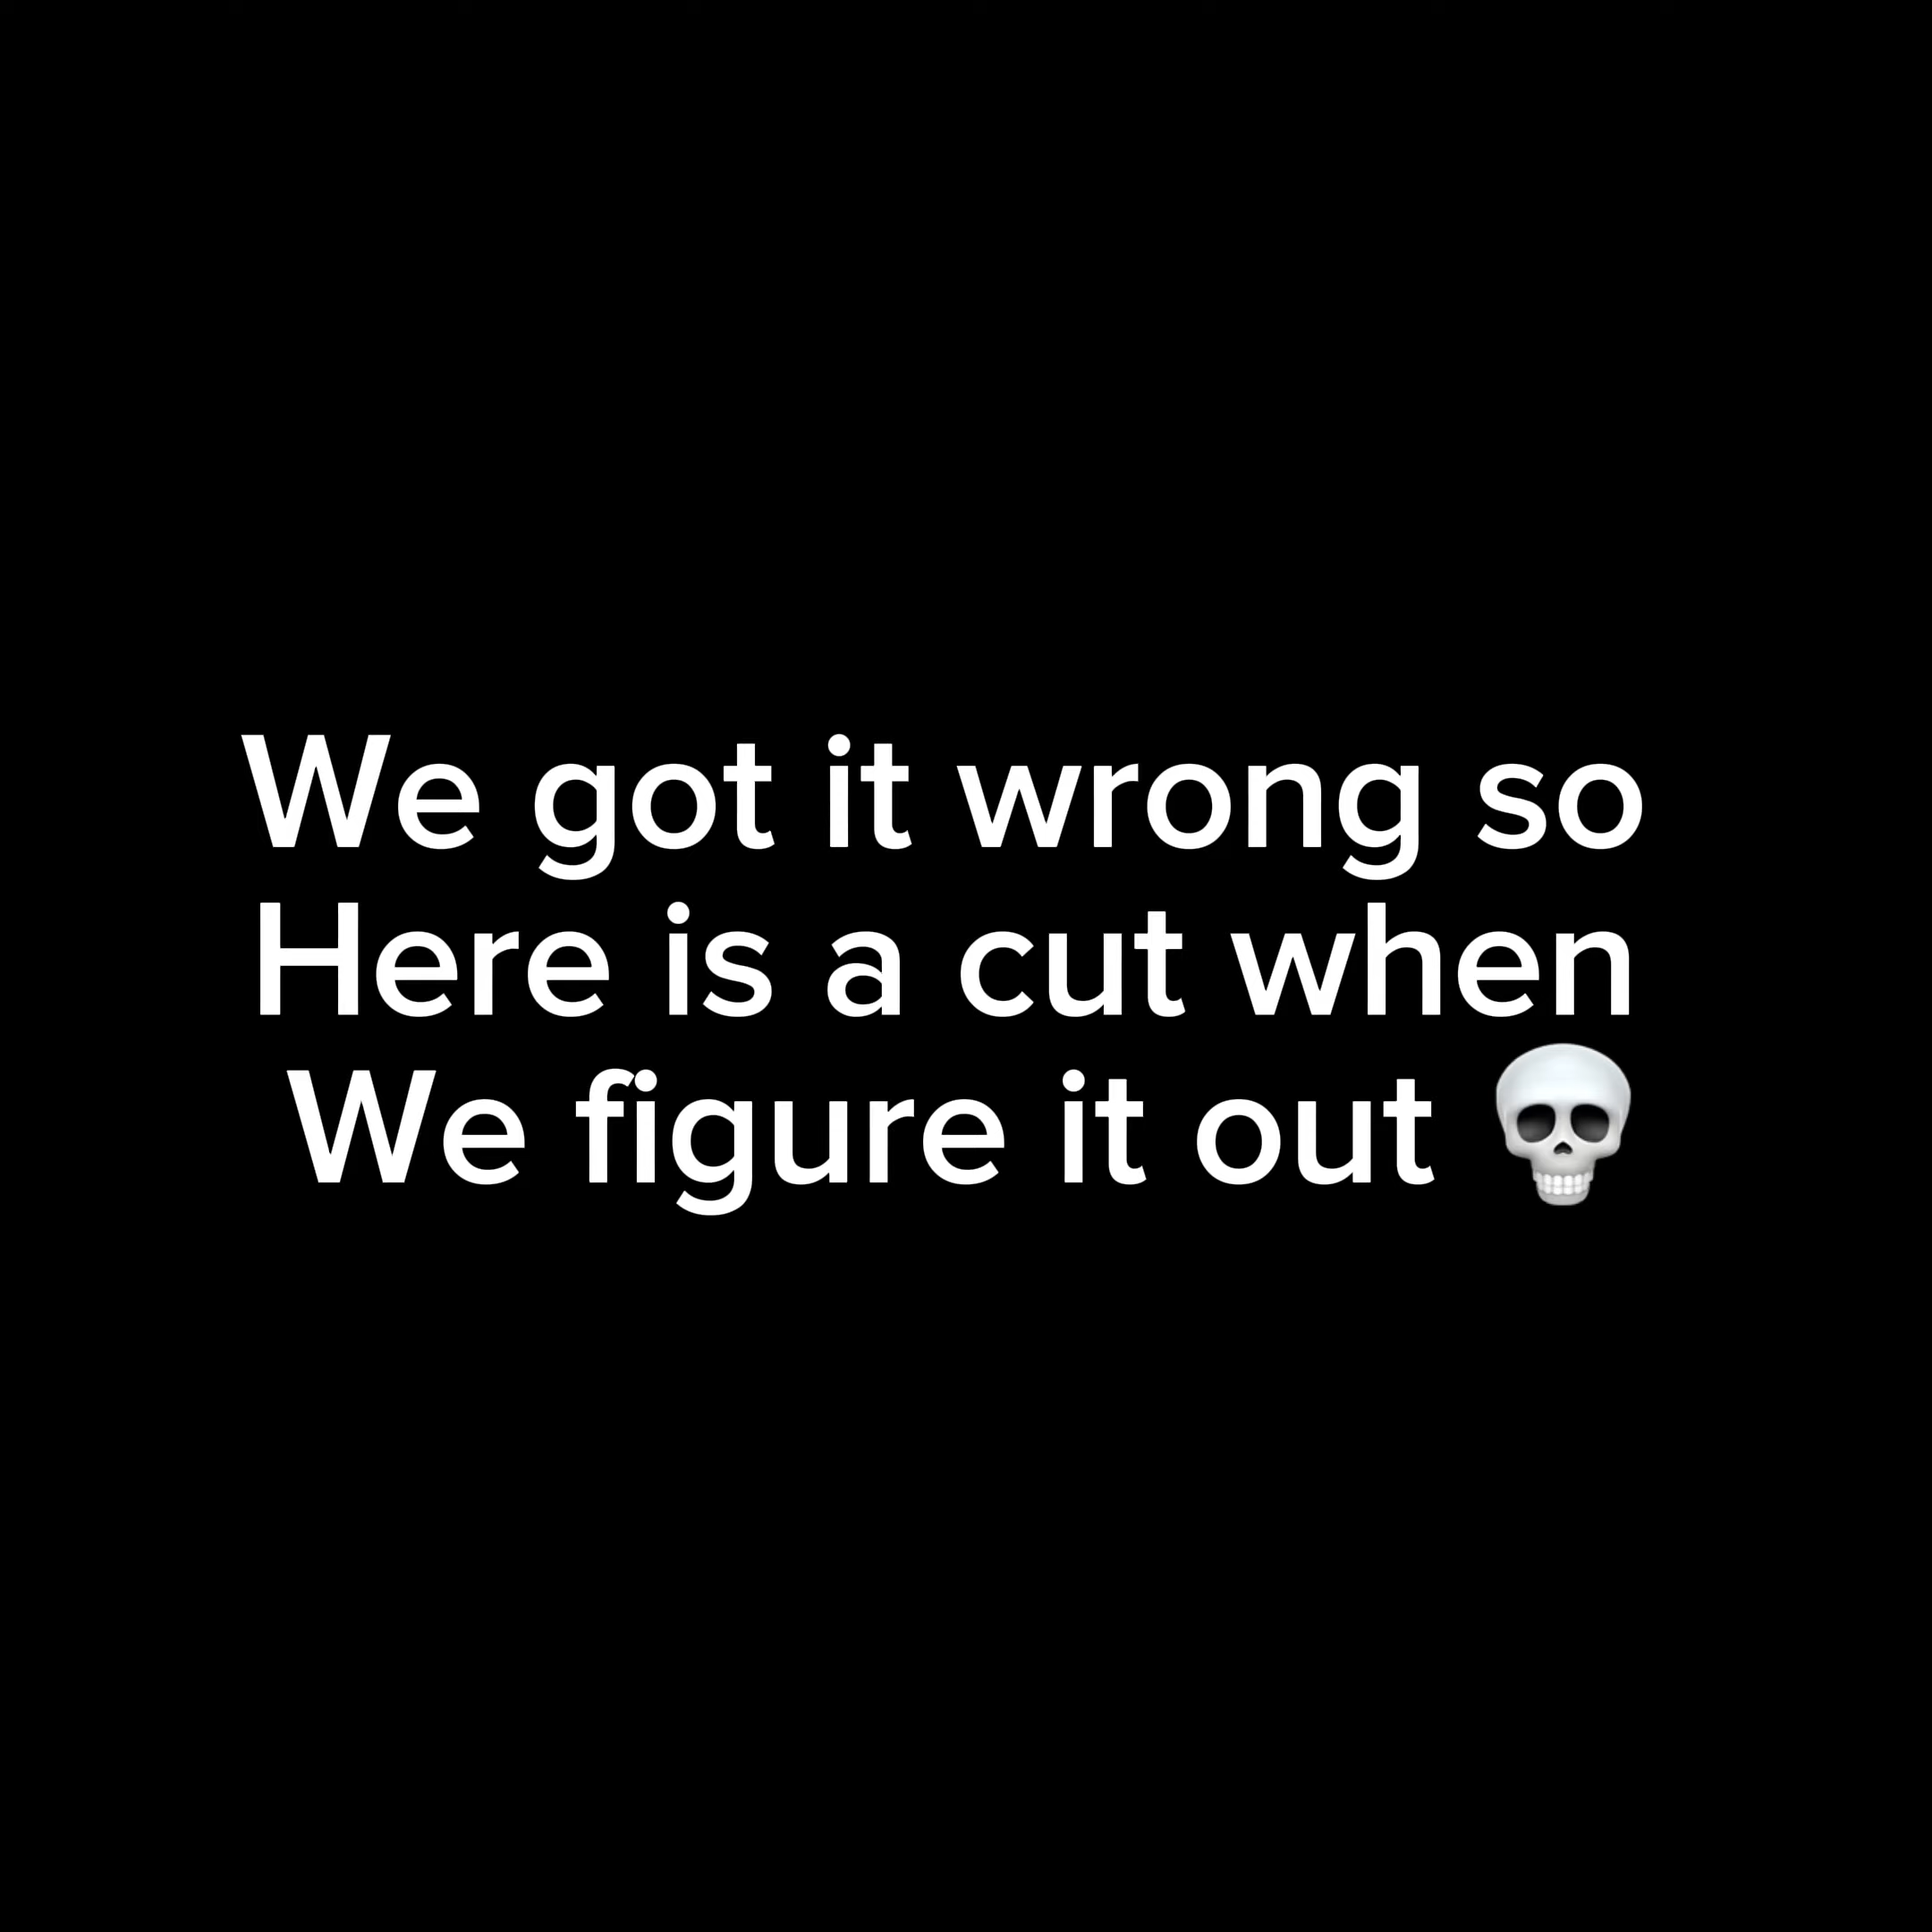 We got it wrong so
Here is a cut when
We figure it out 💀